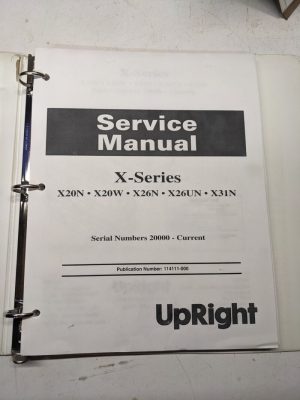 Service
Manual
X-Series
X20N • X20W • X26N • X26UN • X31N
Serial Numbers 20000 - Current
Publication Number: 114111-000
UpRight